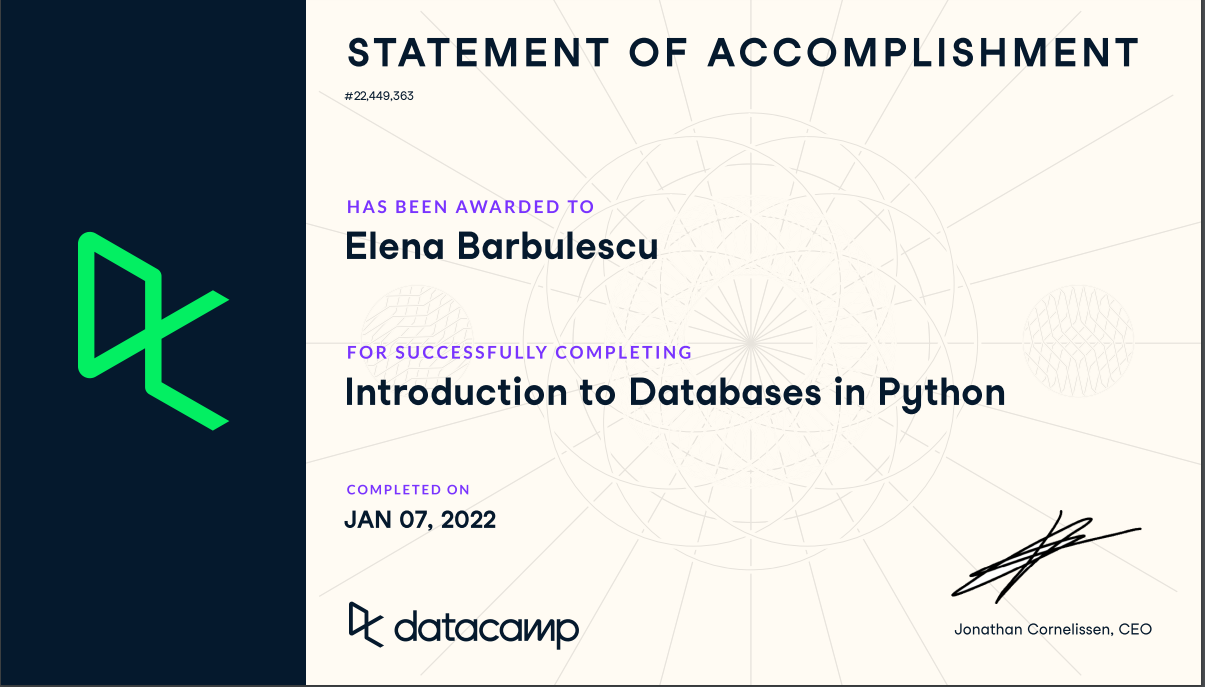 STATEMENT OF ACCOMPLISHMENT
#22,449,363
HAS BEEN AWARDED TO
Elena Barbulescu
FOR SUCCESSFULLY COMPLETING
Introduction to Databases in Python
COMPLETED ON
JAN 07, 2022
datacamp
Jonathan Cornelissen, CEO